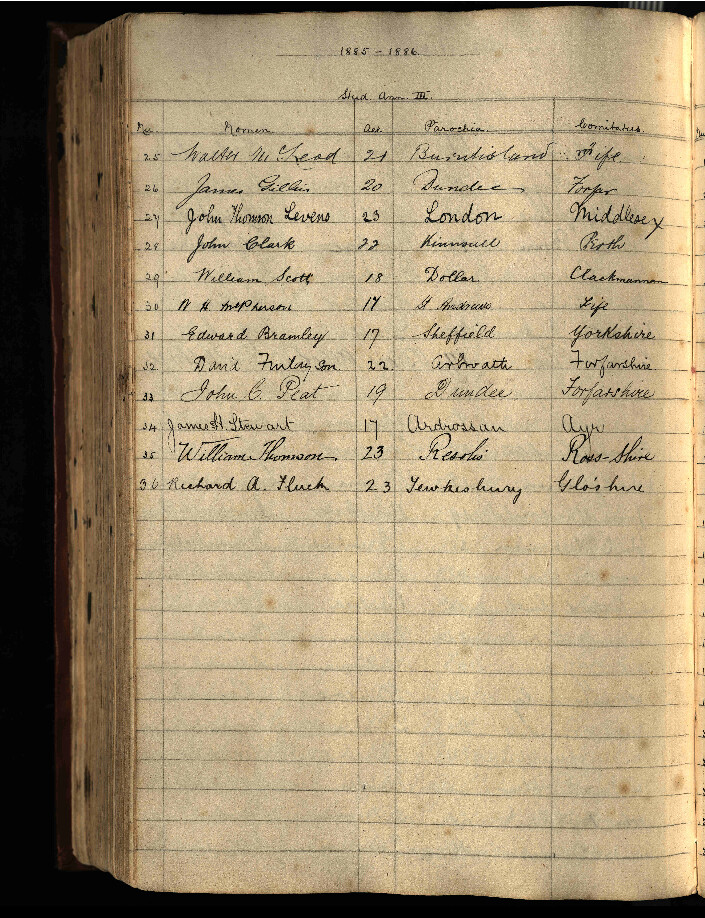 1885 - 1886
Stud. Ann. III.
Nomen. Aet. Parochia. Comitatus.
25 Walter McLeod 21 Burntisland Fife
26 James Gillies 20 Dundee Forfar
27 John Thomson Levens 23 London Middlesex
28 John Clark 22 Kinnoull Perth
29 William Scott 18 Dollar Clackmannan
30 W H McPherson 17 St Andrews Fife
31 Edward Bramley 17 Sheffield Yorkshire
32 David Finlayson 22 Arbroath Forfarshire
33 John C. Peat 19 Dundee Forfarshire
34 James H. Stewart 17 Ardrossan Ayr
35 William Thomson 23 Resolis Ross-Shire
36 Richard A. Fluck 23 Tewkesbury Glo'shire